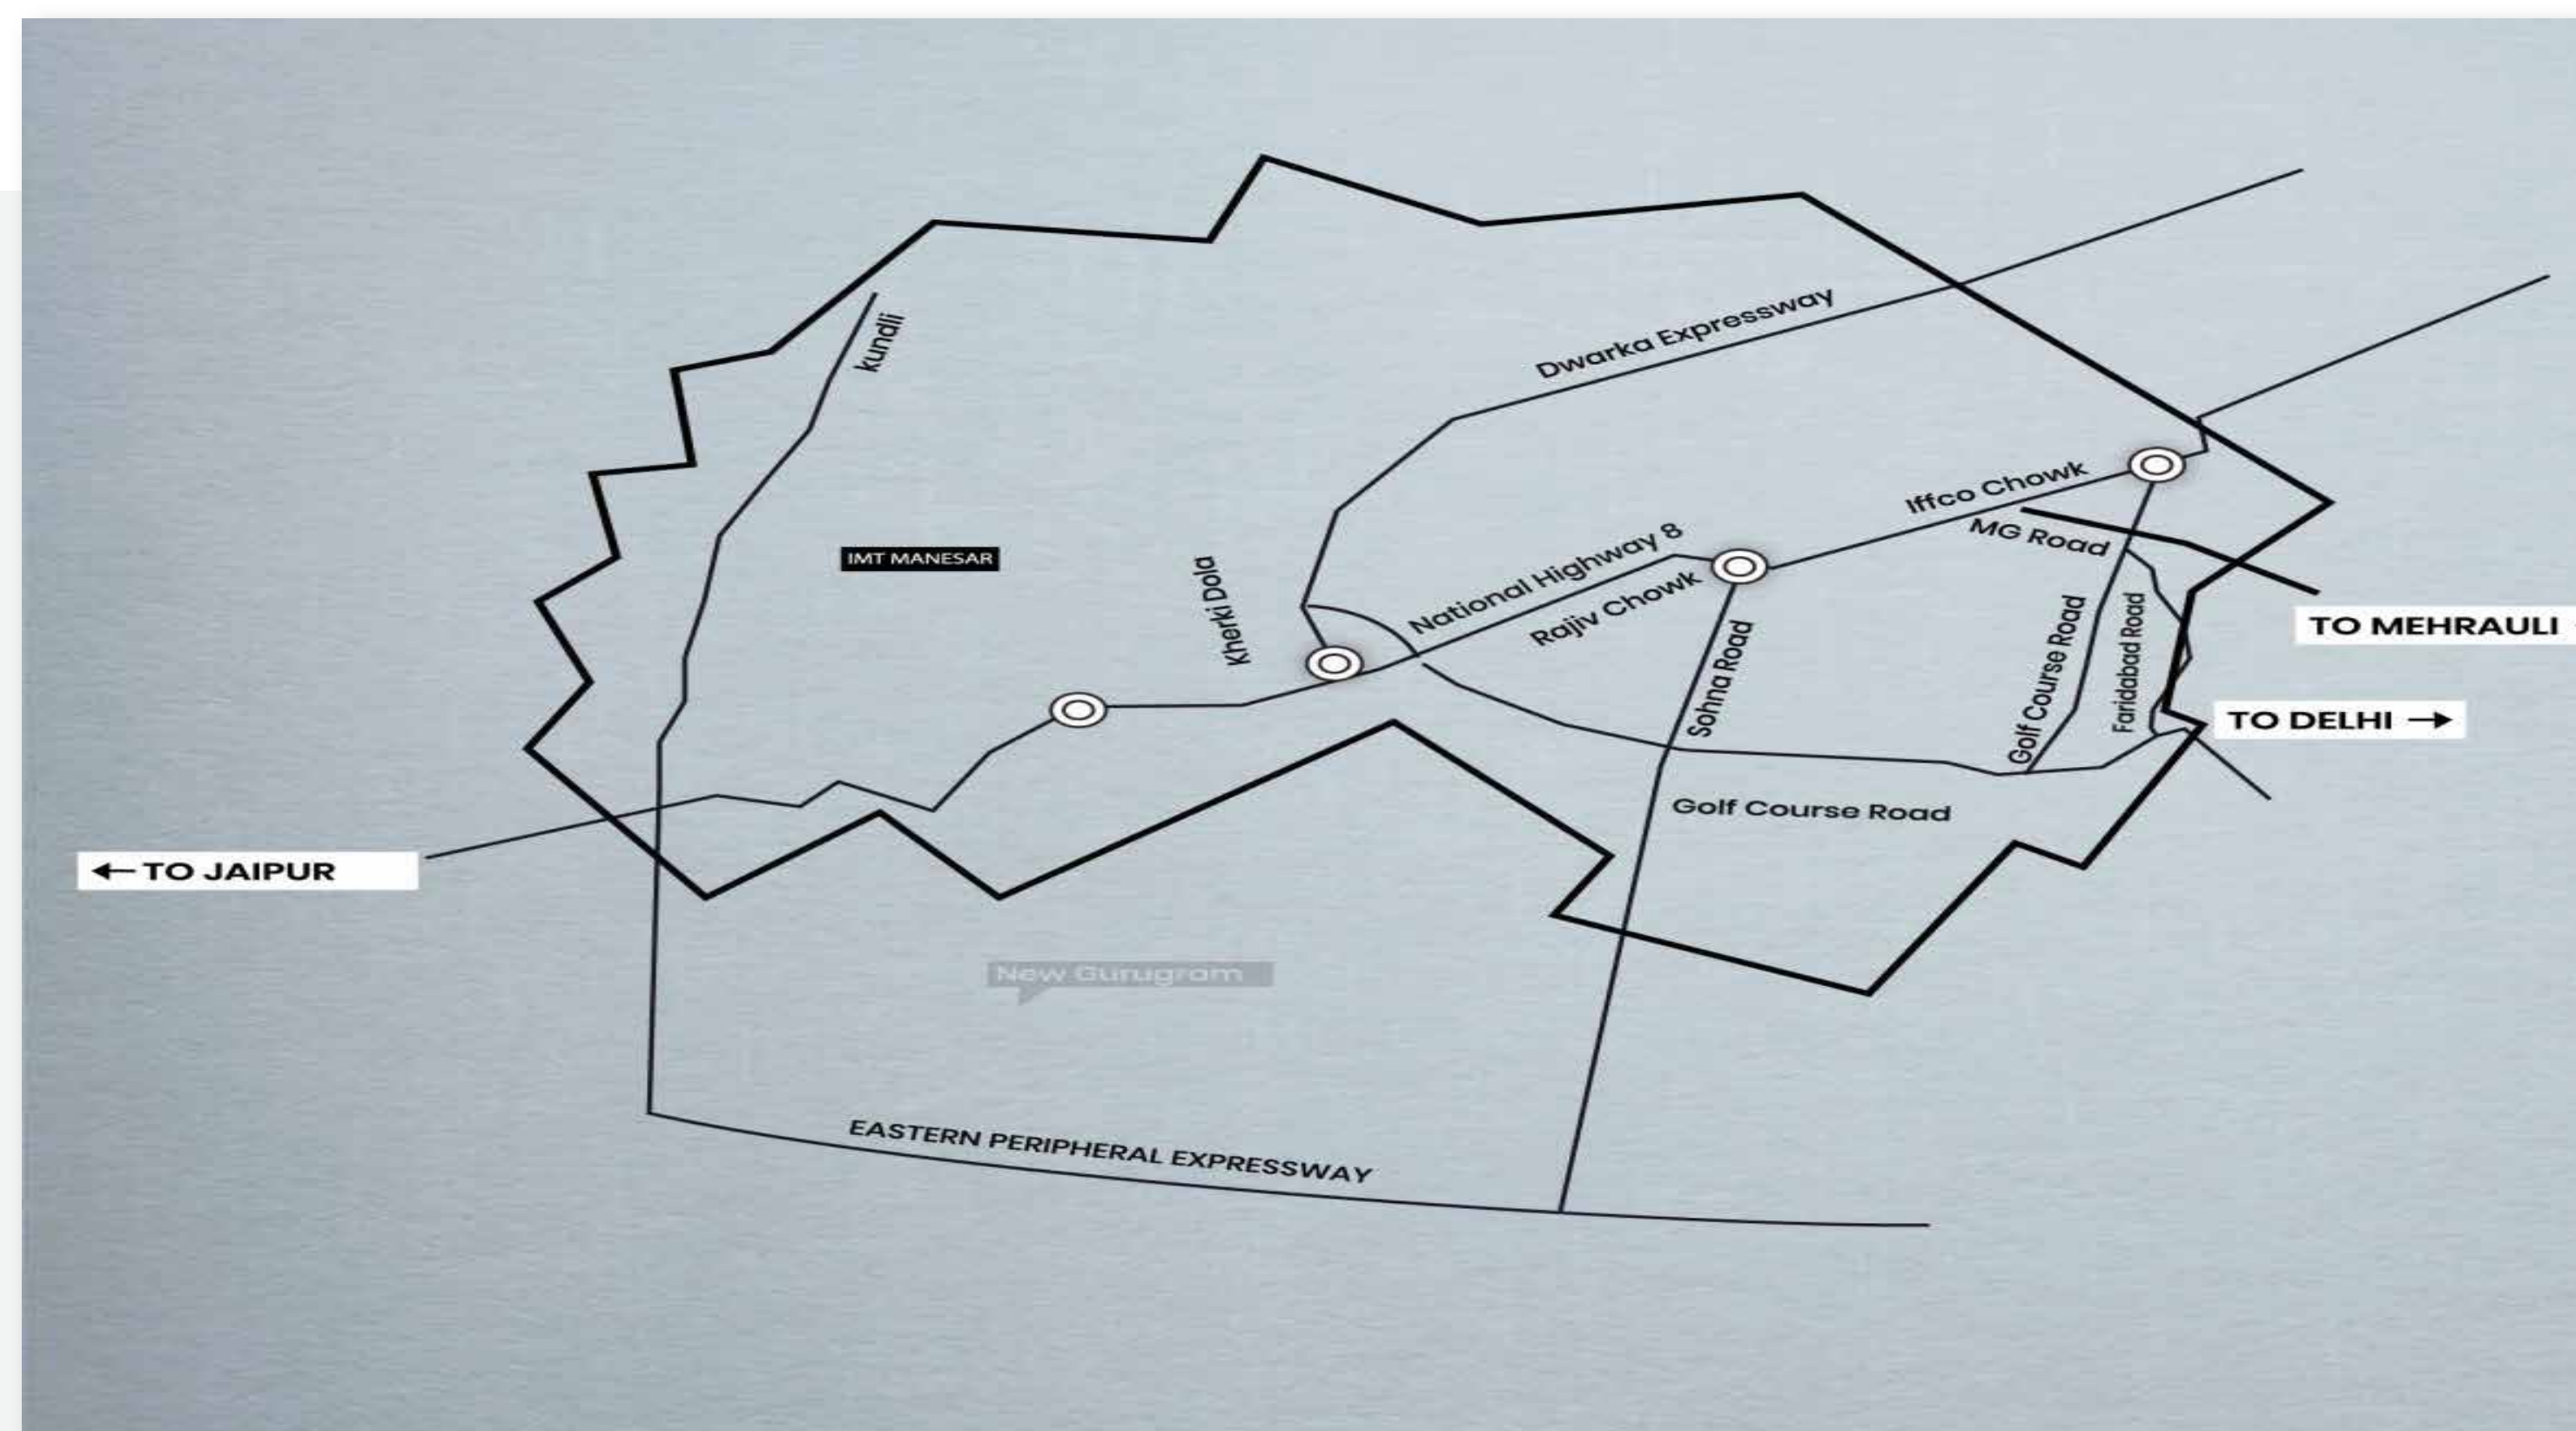 kundli
Dwarka Expressway
IMT MANESAR
Kherki Dola
National Highway 8
Rajiv Chowk
Iffco Chowk
MG Road
Sohna Road
Golf Course Road
Faridabad Road
TO MEHRAULI
TO DELHI →
Golf Course Road
← TO JAIPUR
New Gurugram
EASTERN PERIPHERAL EXPRESSWAY